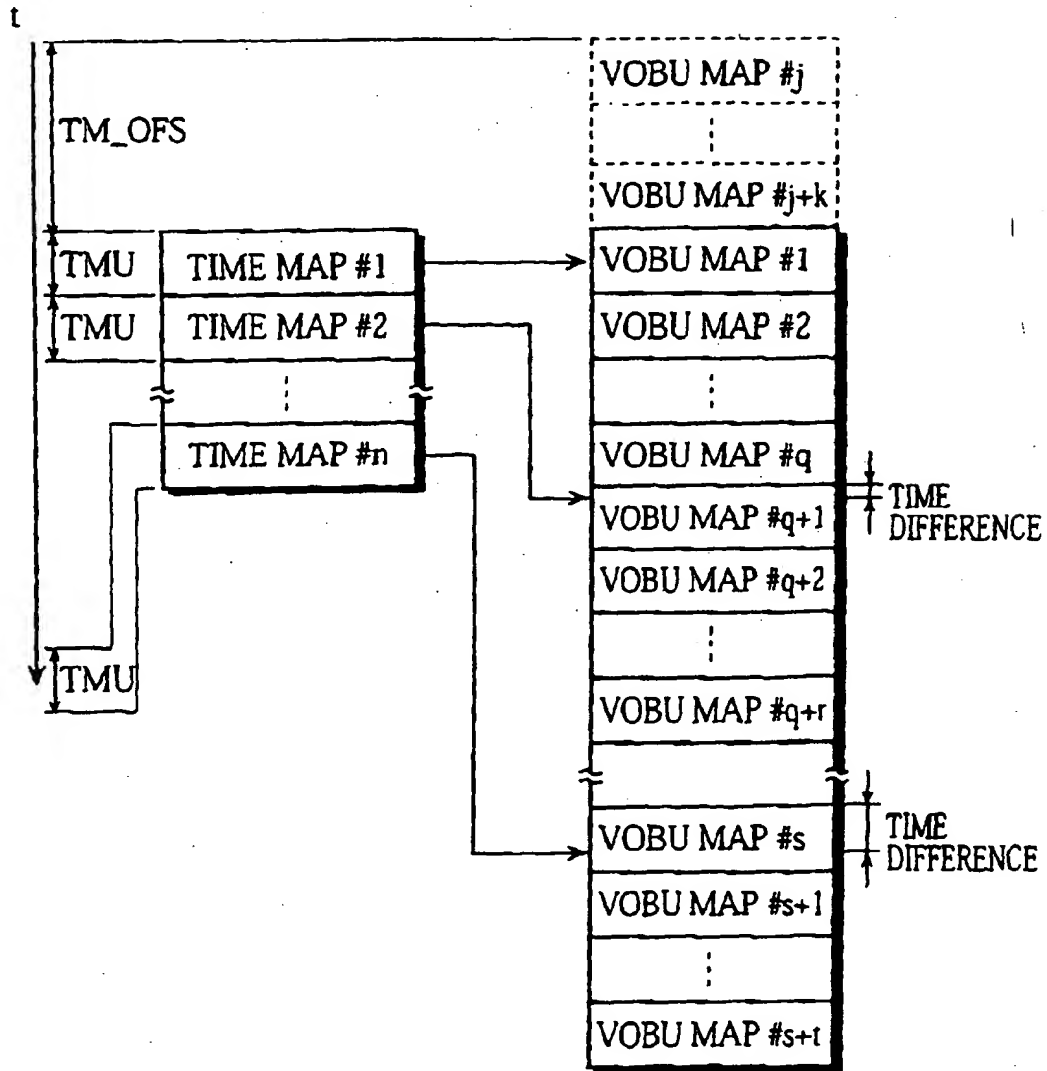 t
VOBU MAP #j
TM_OFS
VOBU MAP #j+k
TMU
TIME MAP #1
VOBU MAP #1
TMU
TIME MAP #2
VOBU MAP #2
TIME MAP #n
VOBU MAP #q
TIME
DIFFERENCE
VOBU MAP #q+1
VOBU MAP #q+2
TMU
VOBU MAP #q+r
VOBU MAP #s
TIME
DIFFERENCE
VOBU MAP #s+1
VOBU MAP #s+t